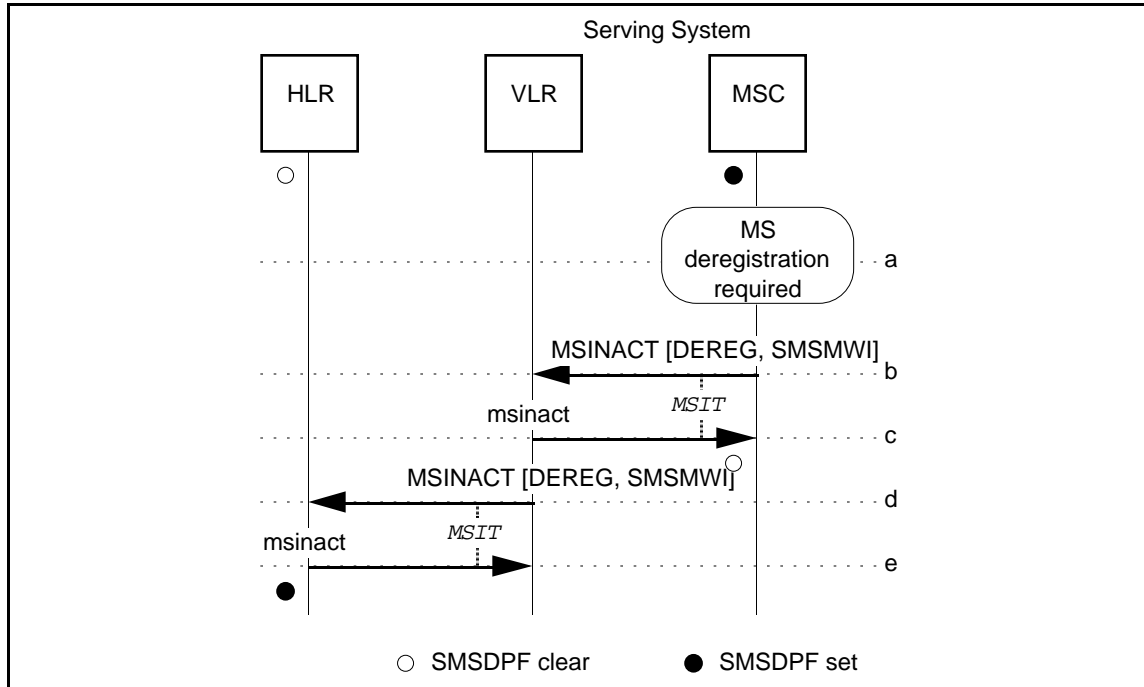 Serving System
HLR
VLR
MSC
MS
deregistration
required
a
MSINACT [DEREG, SMSMWI]
b
MSIT
msinact
c
MSINACT [DEREG, SMSMWI]
d
MSIT
msinact
e
SMSDPF clear
SMSDPF set